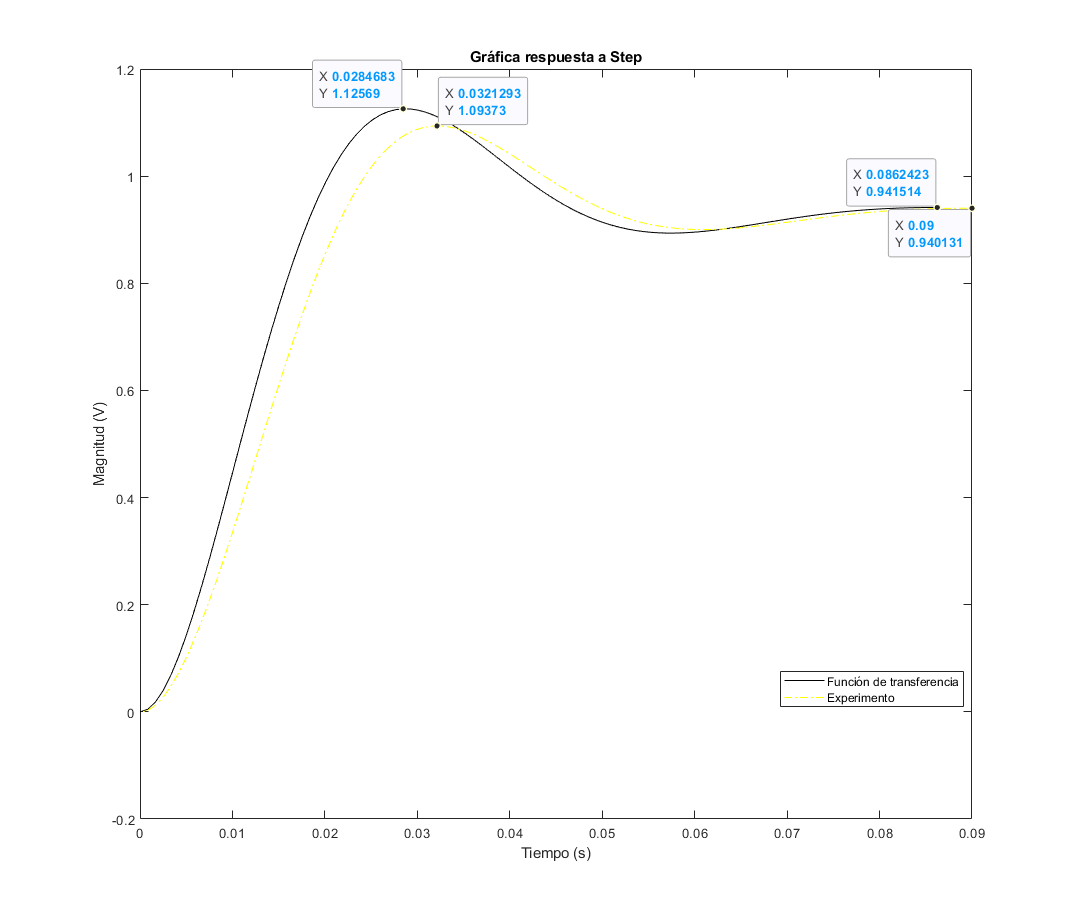 Gráfica respuesta a Step
X 0.0284683
Y 1.12569
X 0.0321293
Y 1.09373
X 0.0862423
Y 0.941514
X 0.09
Y 0.940131
1.2
1
0.8
0.6
0.4
0.2
0
-0.2
Magnitud (V)
Función de transferencia
Experimento
0 0.01 0.02 0.03 0.04 0.05 0.06 0.07 0.08 0.09
Tiempo (s)